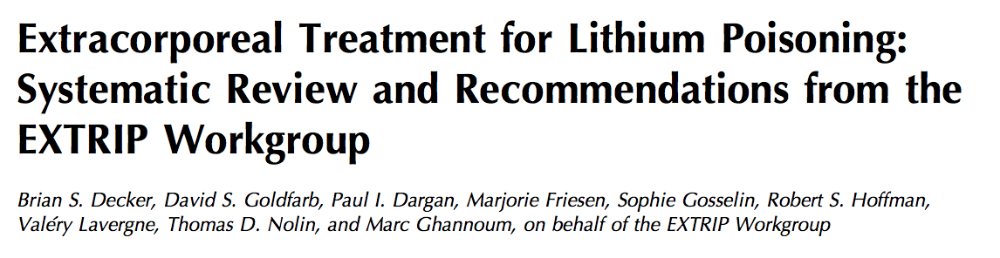 Extracorporeal Treatment for Lithium Poisoning:
Systematic Review and Recommendations from the
EXTRIP Workgroup
Brian S. Decker, David S. Goldfarb, Paul I. Dargan, Marjorie Friesen, Sophie Gosselin, Robert S. Hoffman,
Valéry Lavergne, Thomas D. Nolin, and Marc Ghannoum, on behalf of the EXTRIP Workgroup